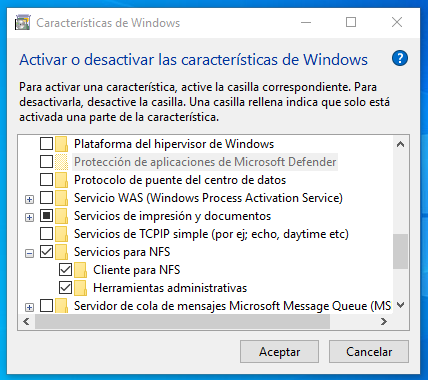 Características de Windows
Activar o desactivar las características de Windows
Para activar una característica, active la casilla correspondiente. Para
desactivarla, desactive la casilla. Una casilla rellena indica que solo está
activada una parte de la característica.
Plataforma del hipervisor de Windows
Protección de aplicaciones de Microsoft Defender
Protocolo de puente del centro de datos
Servicio WAS (Windows Process Activation Service)
Servicios de impresión y documentos
Servicios de TCPIP simple (por ej; echo, daytime etc)
Servicios para NFS
Cliente para NFS
Herramientas administrativas
Servidor de cola de mensajes Microsoft Message Queue (MS
Aceptar
Cancelar